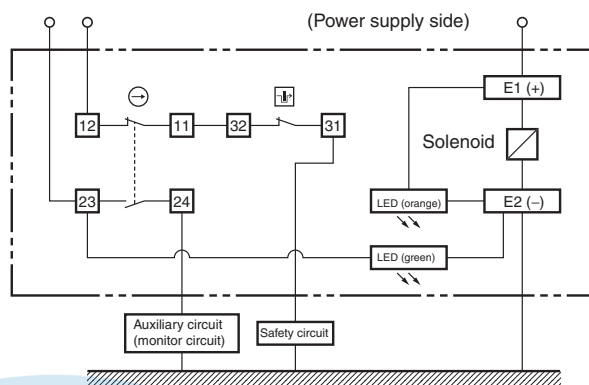 (Power supply side)
E1 (+)
12
11
32
31
Solenoid
23
24
LED (orange)
E2 (−)
LED (green)
Auxiliary circuit
(monitor circuit)
Safety circuit